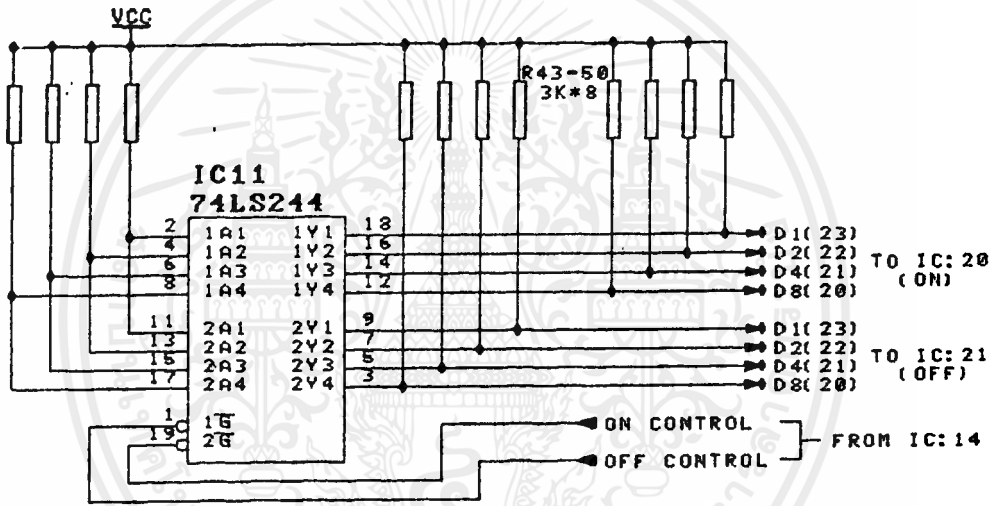 VCC
R43-50
3K*8
IC11
74LS244
2 1A1 1Y1 18 D1(23)
4 1A2 1Y2 16 D2(22)
6 1A3 1Y3 14 D4(21)
8 1A4 1Y4 12 D8(20)
TO IC:20
(ON)
11 2A1 2Y1 9 D1(23)
13 2A2 2Y2 7 D2(22)
15 2A3 2Y3 5 D4(21)
17 2A4 2Y4 3 D8(20)
TO IC:21
(OFF)
1 1G̅
19 2G̅
ON CONTROL
OFF CONTROL
FROM IC:14